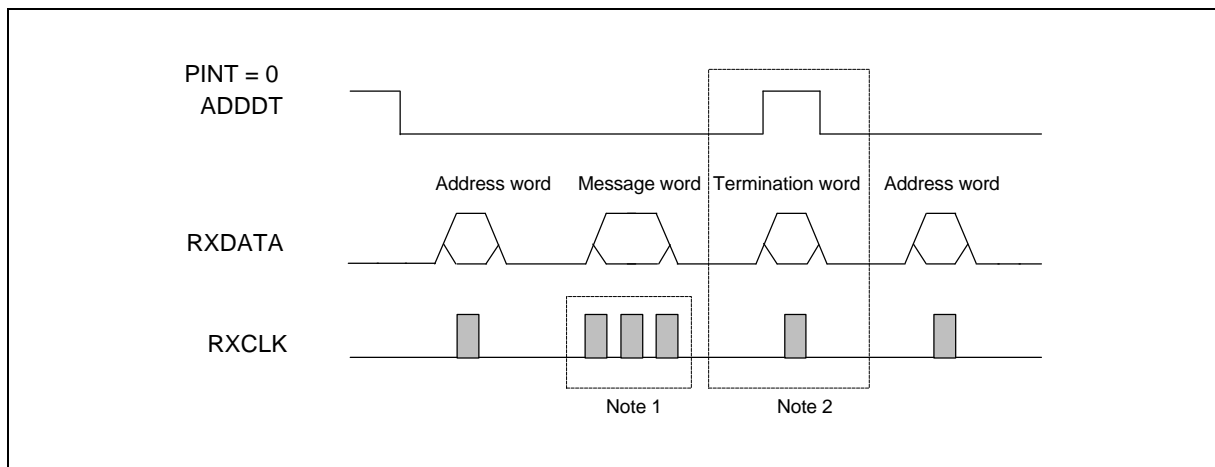 PINT = 0
ADDDT
Address word
Message word
Termination word
Address word
RXDATA
RXCLK
Note 1
Note 2